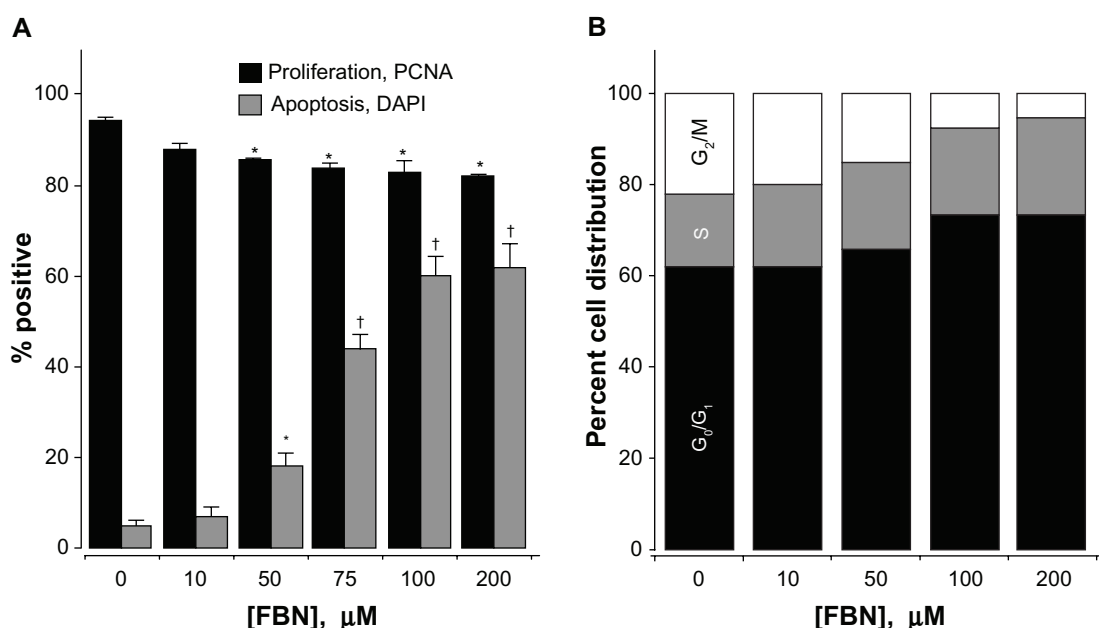 A
Proliferation, PCNA
Apoptosis, DAPI
% positive
100
80
60
40
20
0
* * * *
* † † †
0 10 50 75 100 200
[FBN], μM
B
Percent cell distribution
100
80
60
40
20
0
G₂/M
S
G₀/G₁
0 10 50 100 200
[FBN], μM